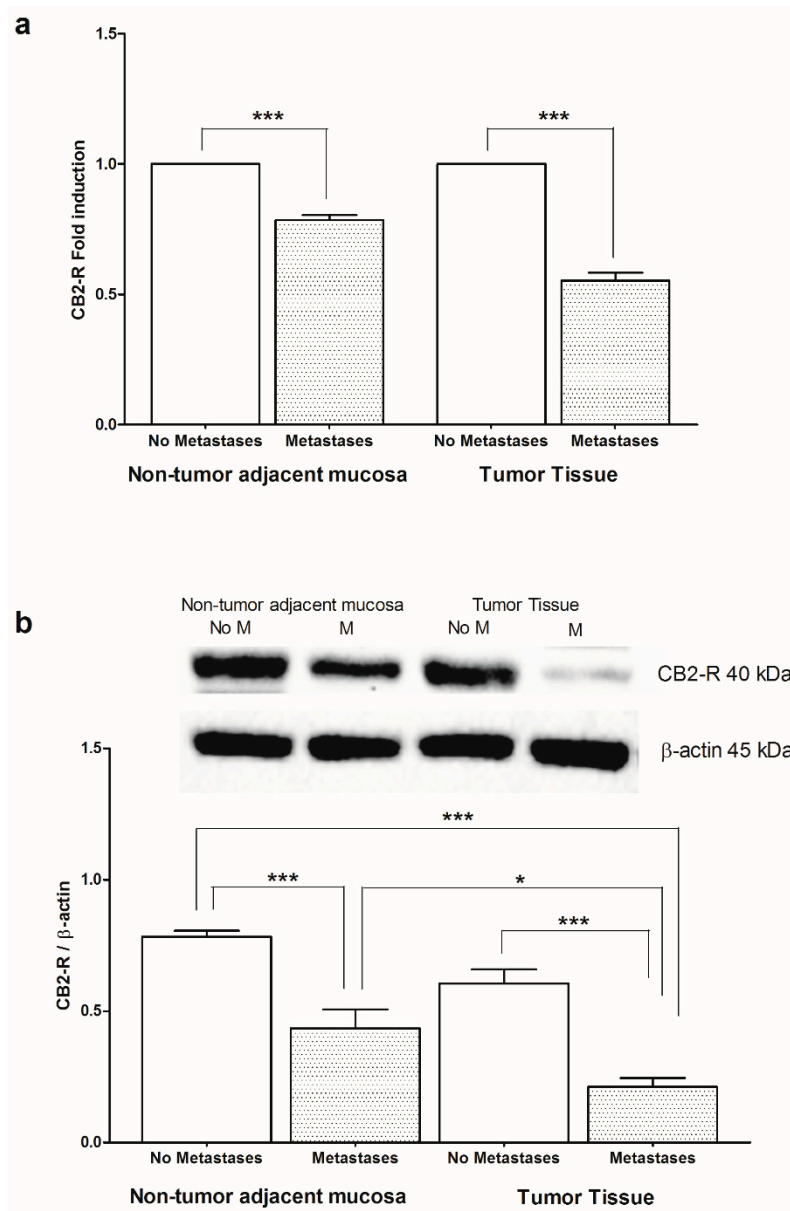 a
1.5
1.0
0.5
0.0
CB2-R Fold induction
***
***
No Metastases Metastases No Metastases Metastases
Non-tumor adjacent mucosa Tumor Tissue
b
Non-tumor adjacent mucosa Tumor Tissue
No M M No M M
CB2-R 40 kDa
β-actin 45 kDa
1.5
1.0
0.5
0.0
CB2-R / β-actin
***
***
*
***
No Metastases Metastases No Metastases Metastases
Non-tumor adjacent mucosa Tumor Tissue